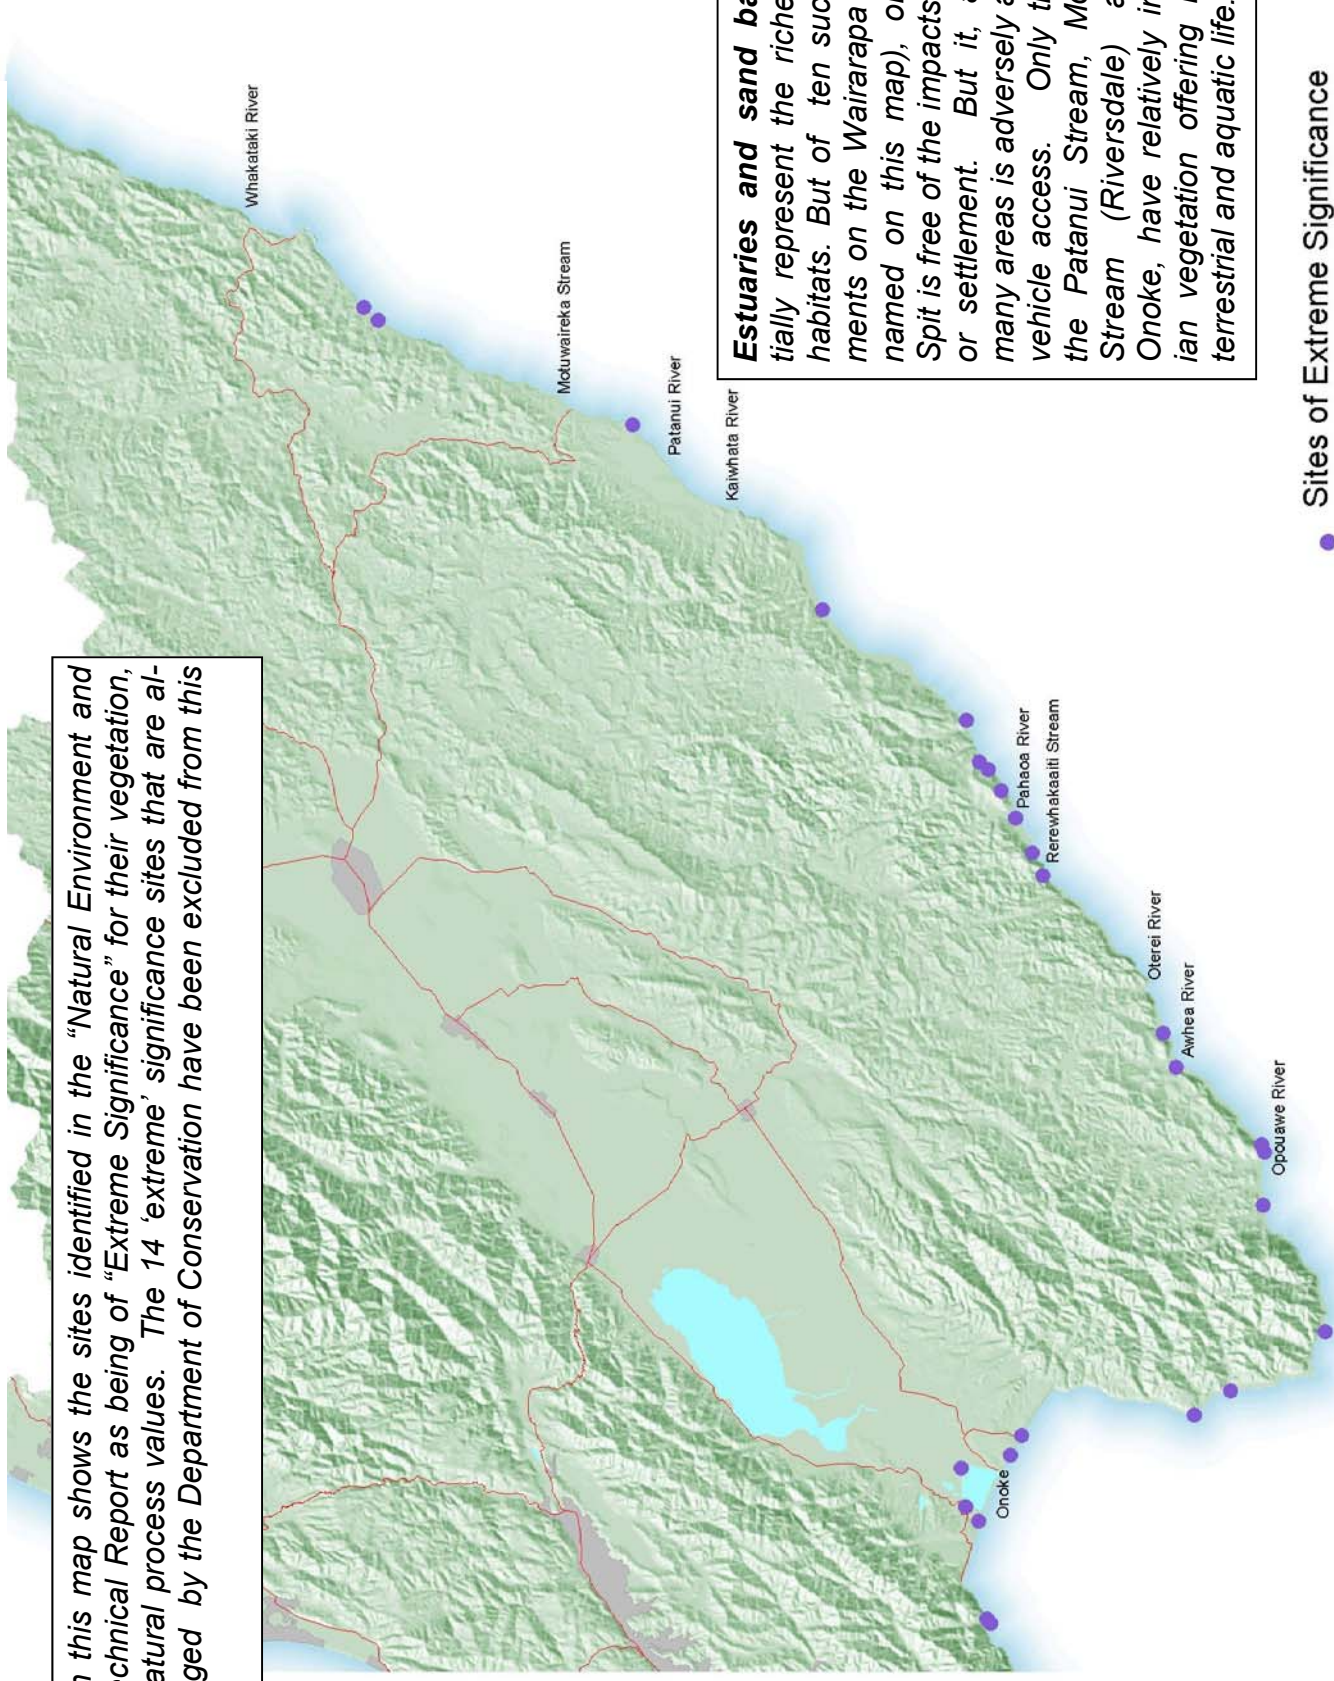 n this map shows the sites identified in the “Natural Environment and
chnical Report as being of “Extreme Significance” for their vegetation,
atural process values. The 14 ‘extreme’ significance sites that are al-
ged by the Department of Conservation have been excluded from this
Whakataki River
Motuwaireka Stream
Patanui River
Kaiwhata River
Pahaoa River
Rerewhakaaiti Stream
Oterei River
Awhea River
Opouawe River
Onoke
Estuaries and sand ba
tially represent the riche
habitats. But of ten suc
ments on the Wairarapa
named on this map), o
Spit is free of the impacts
or settlement. But it,
many areas is adversely a
vehicle access. Only t
the Patanui Stream, Mo
Stream (Riversdale) a
Onoke, have relatively in
ian vegetation offering
terrestrial and aquatic life.
Sites of Extreme Significance